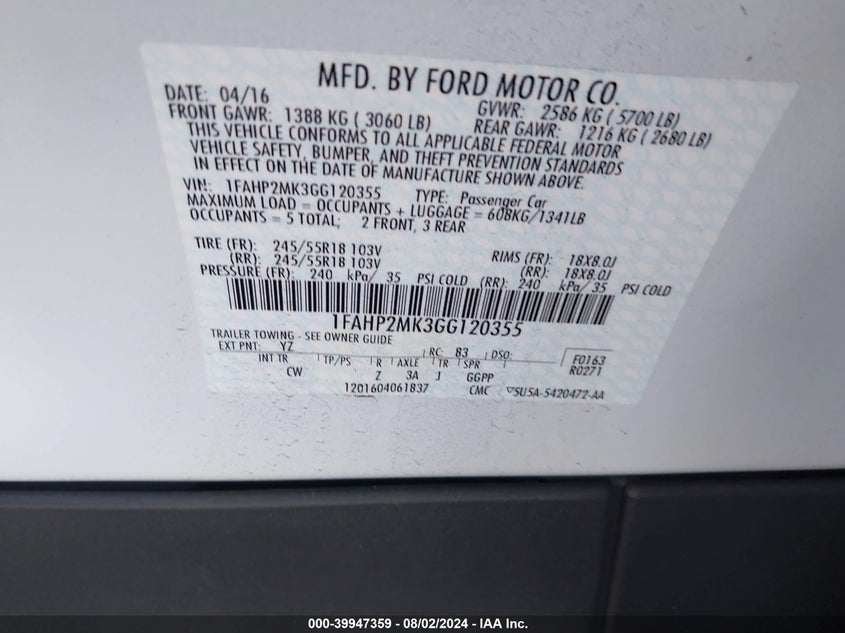 MFD. BY FORD MOTOR CO.
DATE: 04/16 GVWR: 2586 KG ( 5700 LB)
FRONT GAWR: 1388 KG ( 3060 LB) REAR GAWR: 1216 KG ( 2680 LB)
THIS VEHICLE CONFORMS TO ALL APPLICABLE FEDERAL MOTOR
VEHICLE SAFETY, BUMPER, AND THEFT PREVENTION STANDARDS
IN EFFECT ON THE DATE OF MANUFACTURE SHOWN ABOVE.
VIN: 1FAHP2MK3GG120355 TYPE: Passenger Car
MAXIMUM LOAD = OCCUPANTS + LUGGAGE = 608KG/1341LB
OCCUPANTS = 5 TOTAL; 2 FRONT, 3 REAR
TIRE (FR): 245/55R18 103V RIMS (FR): 18X8.0J
(RR): 245/55R18 103V (RR): 18X8.0J
PRESSURE (FR): 240 kPa/ 35 PSI COLD (RR): 240 kPa/ 35 PSI COLD
1FAHP2MK3GG120355
TRAILER TOWING - SEE OWNER GUIDE
EXT PNT: YZ RC: 83 DSO: F0163
INT TR TP/PS R AXLE TR SPR R0271
CW Z 3A J GGPP
1201604061837 CMC 5U5A-5420472-AA
000-39947359 - 08/02/2024 - IAA Inc.